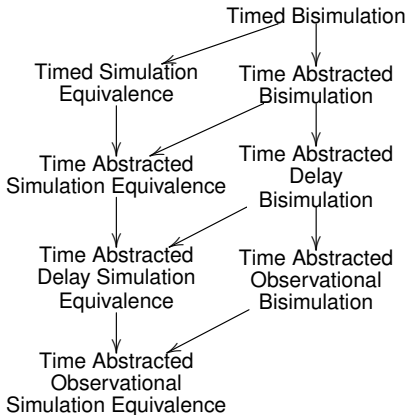 Timed Bisimulation
Timed Simulation
Equivalence
Time Abstracted
Bisimulation
Time Abstracted
Simulation Equivalence
Time Abstracted
Delay
Bisimulation
Time Abstracted
Delay Simulation
Equivalence
Time Abstracted
Observational
Bisimulation
Time Abstracted
Observational
Simulation Equivalence